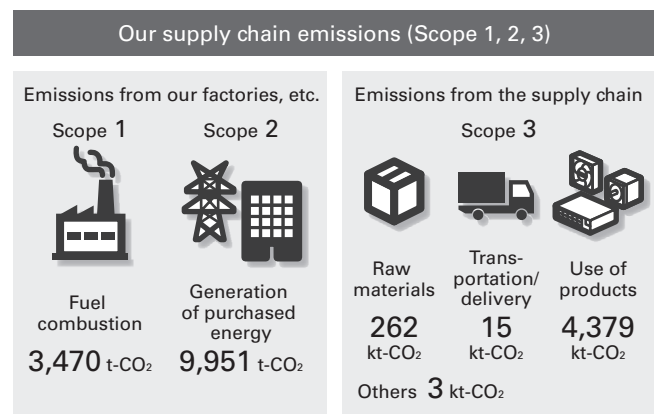 Our supply chain emissions (Scope 1, 2, 3)
Emissions from our factories, etc.
Scope 1
Scope 2
Fuel
combustion
3,470 t-CO₂
Generation
of purchased
energy
9,951 t-CO₂
Emissions from the supply chain
Scope 3
Raw
materials
262
kt-CO₂
Trans-
portation/
delivery
15
kt-CO₂
Use of
products
4,379
kt-CO₂
Others 3 kt-CO₂